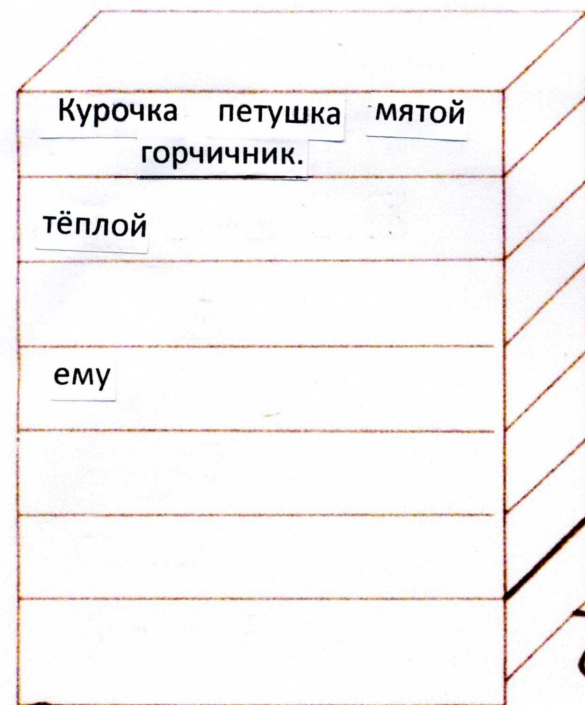 Курочка петушка мятой
горчичник.
тёплой
ему